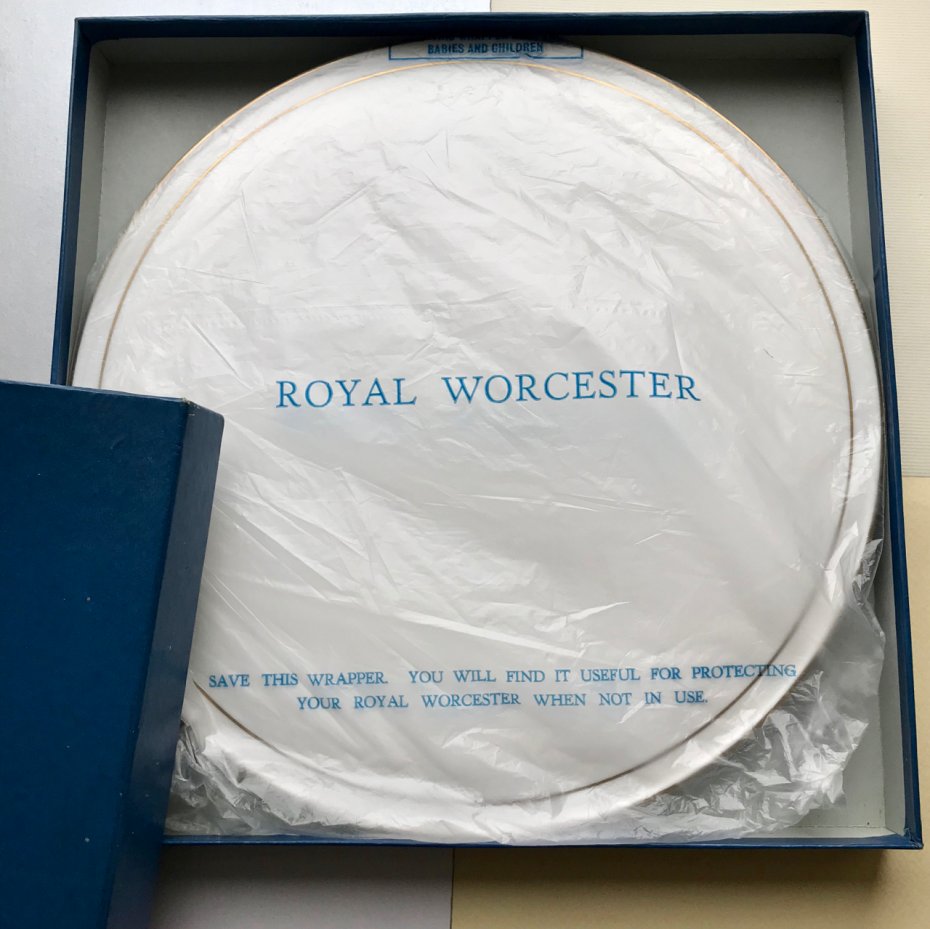 BABIES AND CHILDREN
ROYAL WORCESTER
SAVE THIS WRAPPER. YOU WILL FIND IT USEFUL FOR PROTECTING
YOUR ROYAL WORCESTER WHEN NOT IN USE.